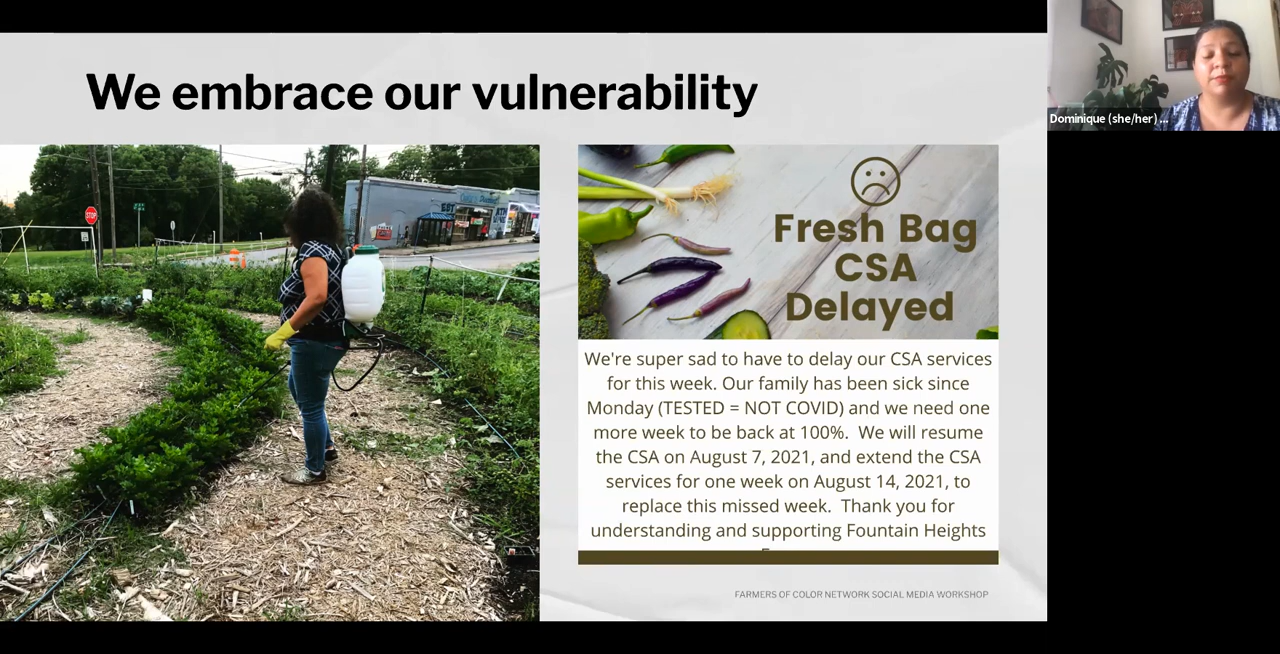 We embrace our vulnerability
STOP
Fresh Bag
CSA
Delayed
We're super sad to have to delay our CSA services
for this week. Our family has been sick since
Monday (TESTED = NOT COVID) and we need one
more week to be back at 100%.  We will resume
the CSA on August 7, 2021, and extend the CSA
services for one week on August 14, 2021, to
replace this missed week.  Thank you for
understanding and supporting Fountain Heights
FARMERS OF COLOR NETWORK SOCIAL MEDIA WORKSHOP
Dominique (she/her) ...